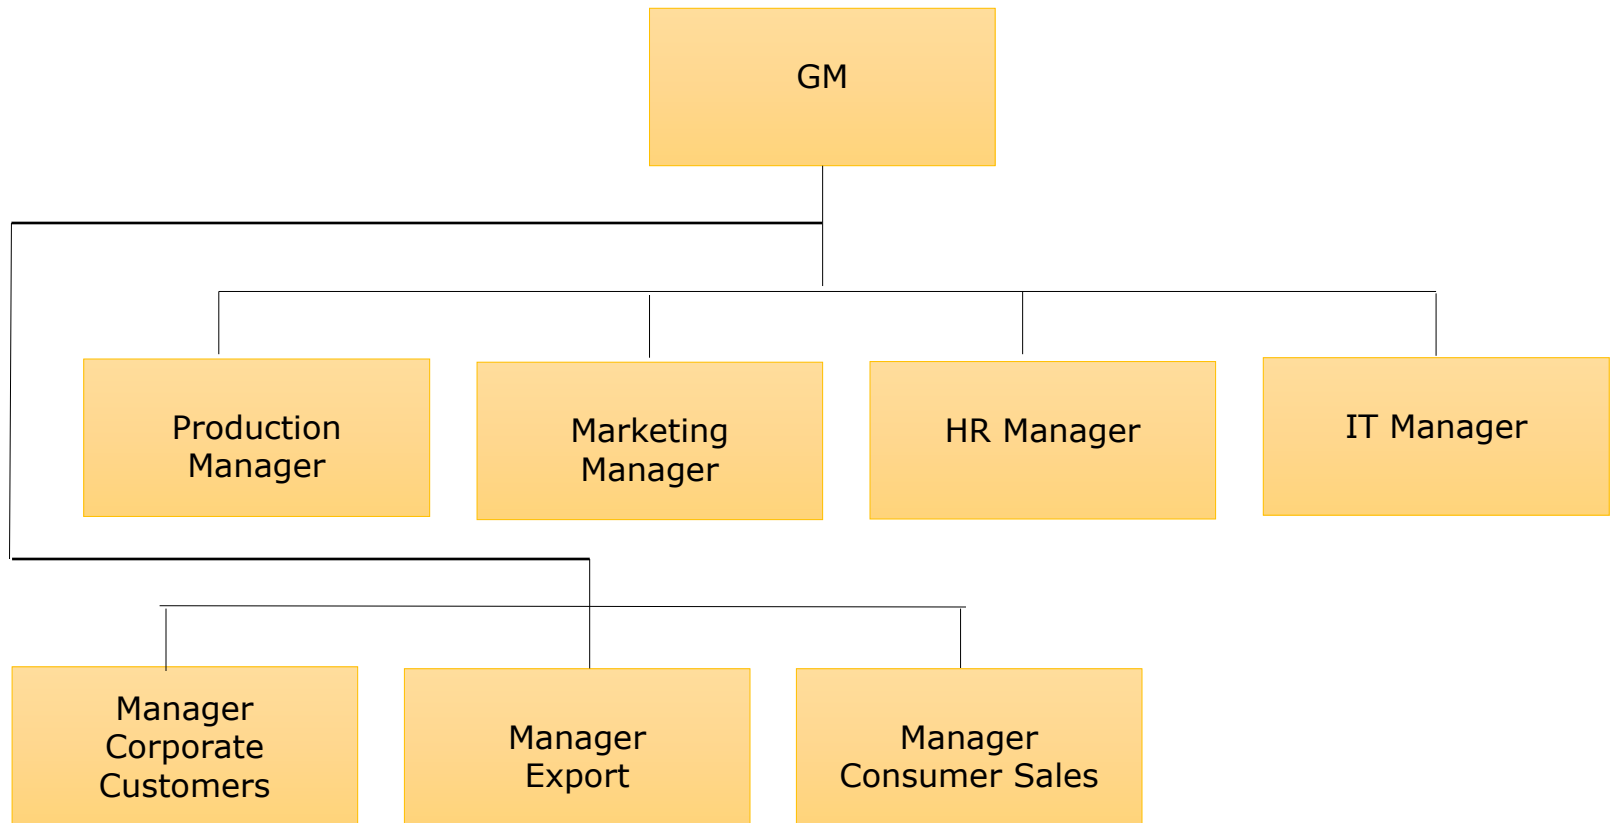 GM
Production
Manager
Marketing
Manager
HR Manager
IT Manager
Manager
Corporate
Customers
Manager
Export
Manager
Consumer Sales